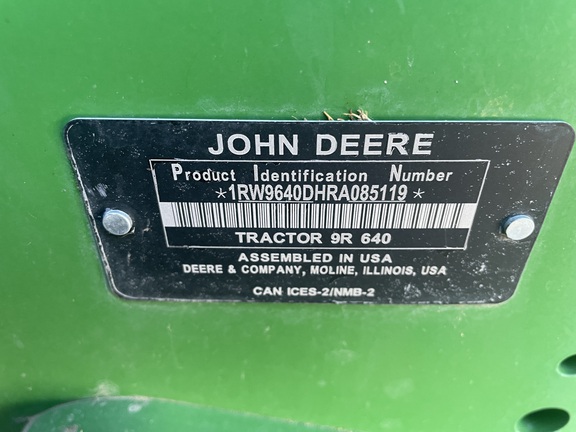 JOHN DEERE
Product Identification Number
*1RW9640DHRA085119*
TRACTOR 9R 640
ASSEMBLED IN USA
DEERE & COMPANY, MOLINE, ILLINOIS, USA
CAN ICES-2/NMB-2